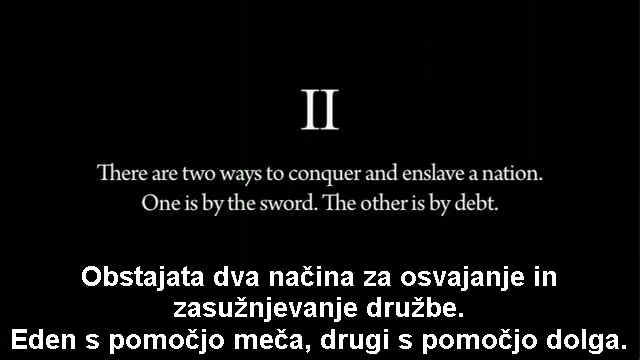 II
There are two ways to conquer and enslave a nation.
One is by the sword. The other is by debt.
Obstajata dva načina za osvajanje in
zasužnjevanje družbe.
Eden s pomočjo meča, drugi s pomočjo dolga.